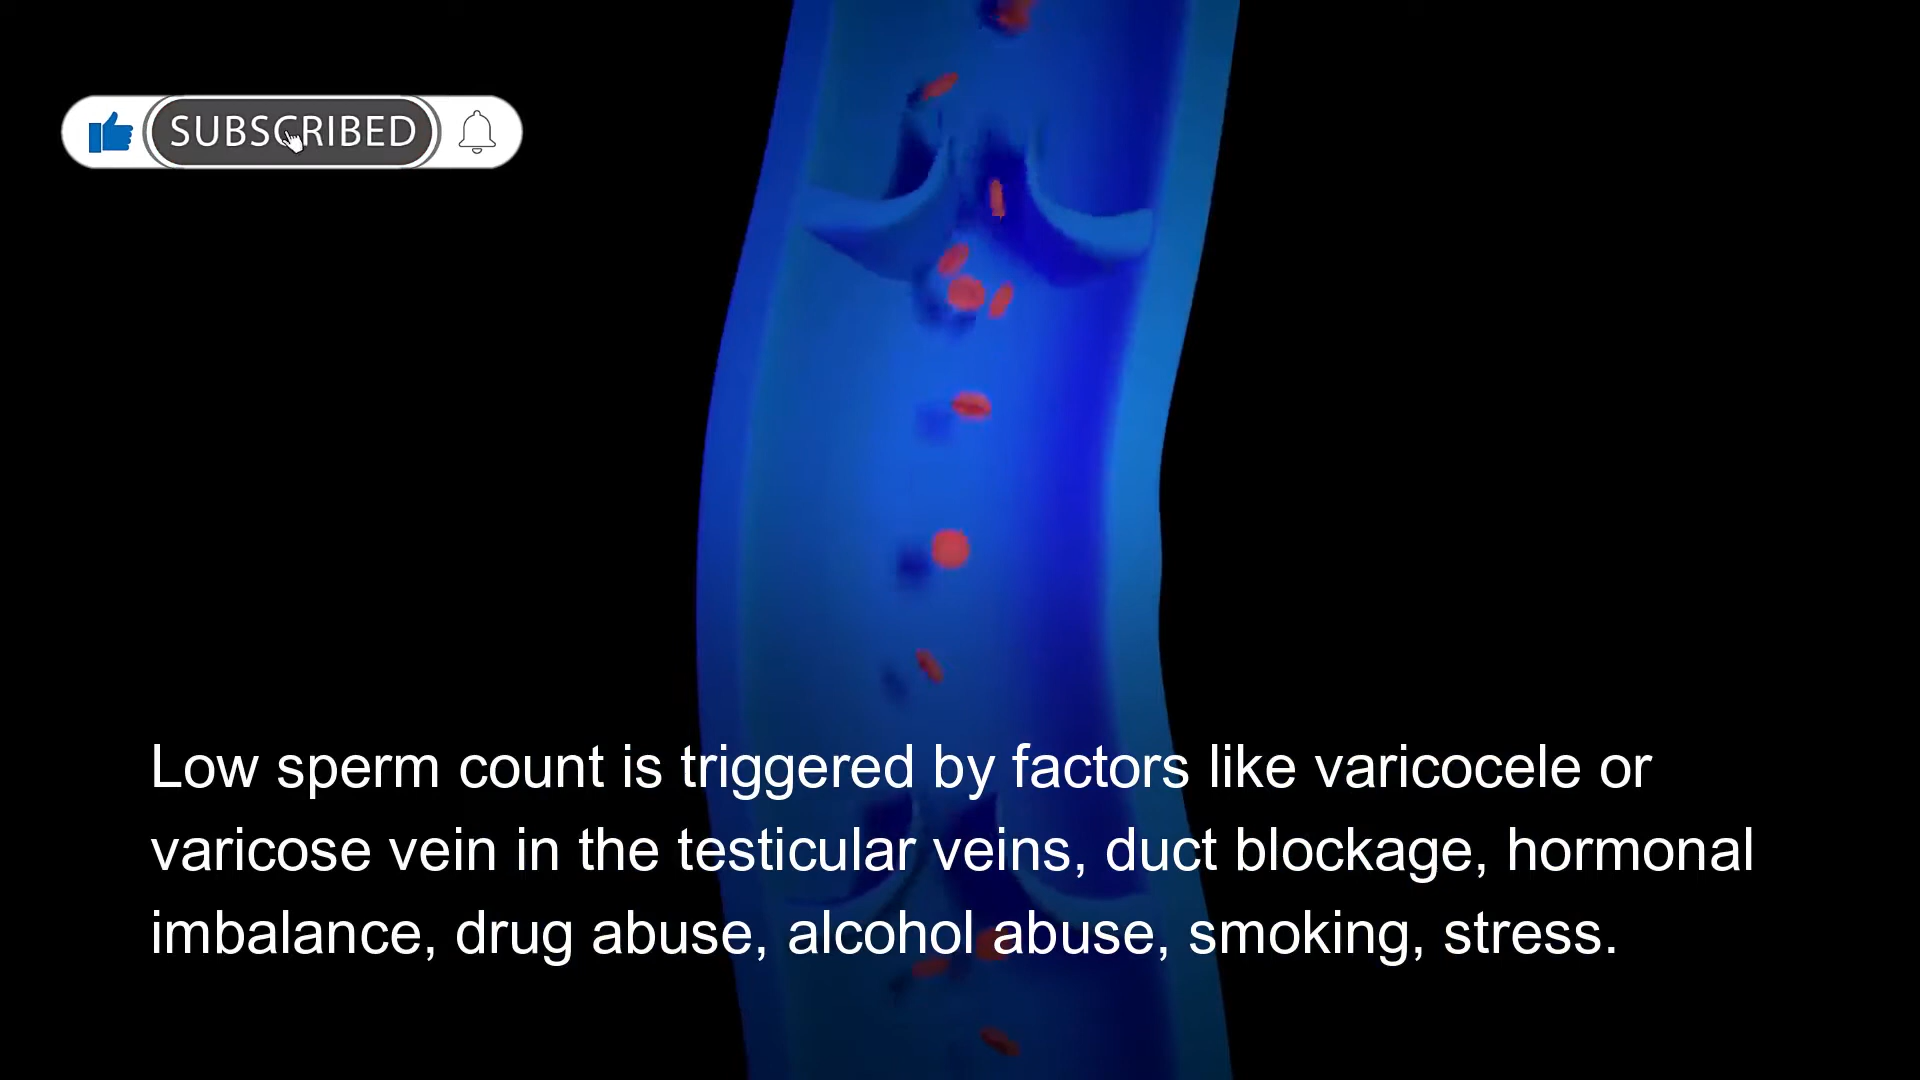 SUBSCRIBED
Low sperm count is triggered by factors like varicocele or
varicose vein in the testicular veins, duct blockage, hormonal
imbalance, drug abuse, alcohol abuse, smoking, stress.